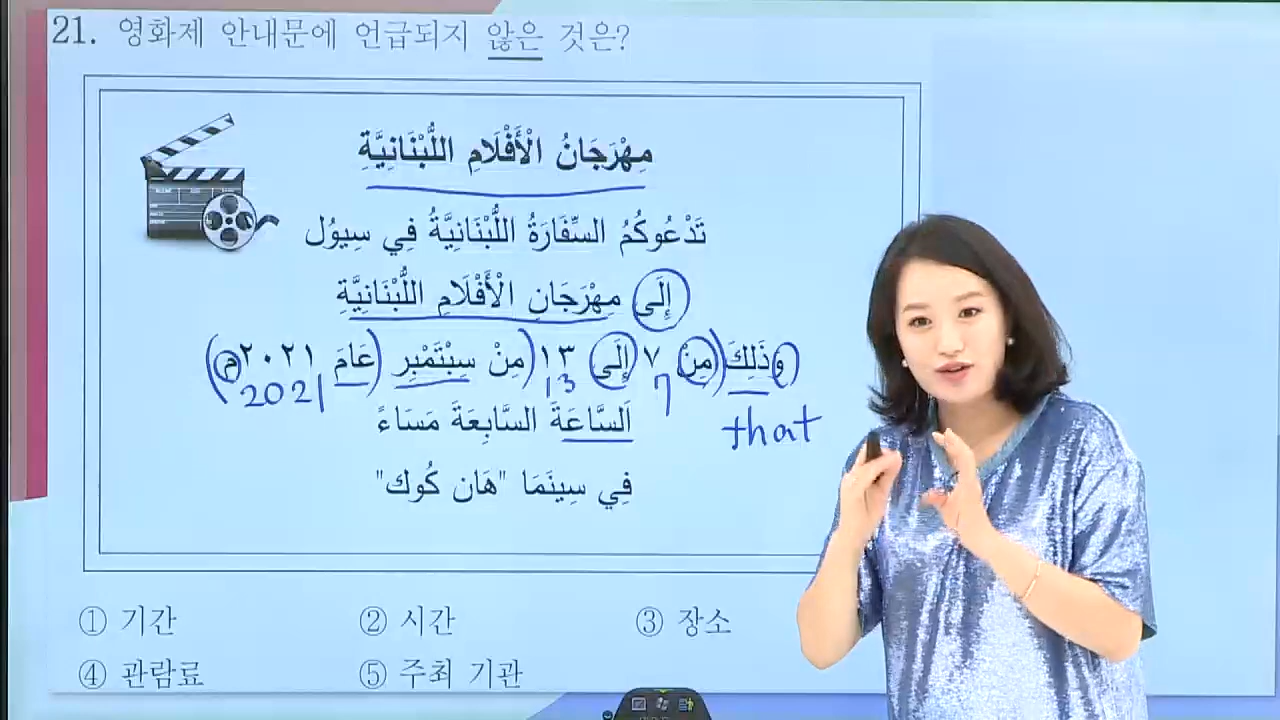 21. 영화제 안내문에 언급되지 않은 것은?
مِهْرَجَانُ الْأَفْلَامِ اللُّبْنَانِيَّةِ
تَدْعُوكُمُ السِّفَارَةُ اللُّبْنَانِيَّةُ فِي سِيوُل
إِلَى مِهْرَجَانِ الْأَفْلَامِ اللُّبْنَانِيَّةِ
وَذَلِكَ (مِنْ ٧ إِلَى ١٣) مِنْ سِبْتَمْبِر (عَامَ ٢٠٢١م)
that 7 13 2021
اَلسَّاعَةَ السَّابِعَةَ مَسَاءً
فِي سِينَمَا "هَان كُوك"
① 기간 ② 시간 ③ 장소
④ 관람료 ⑤ 주최 기관